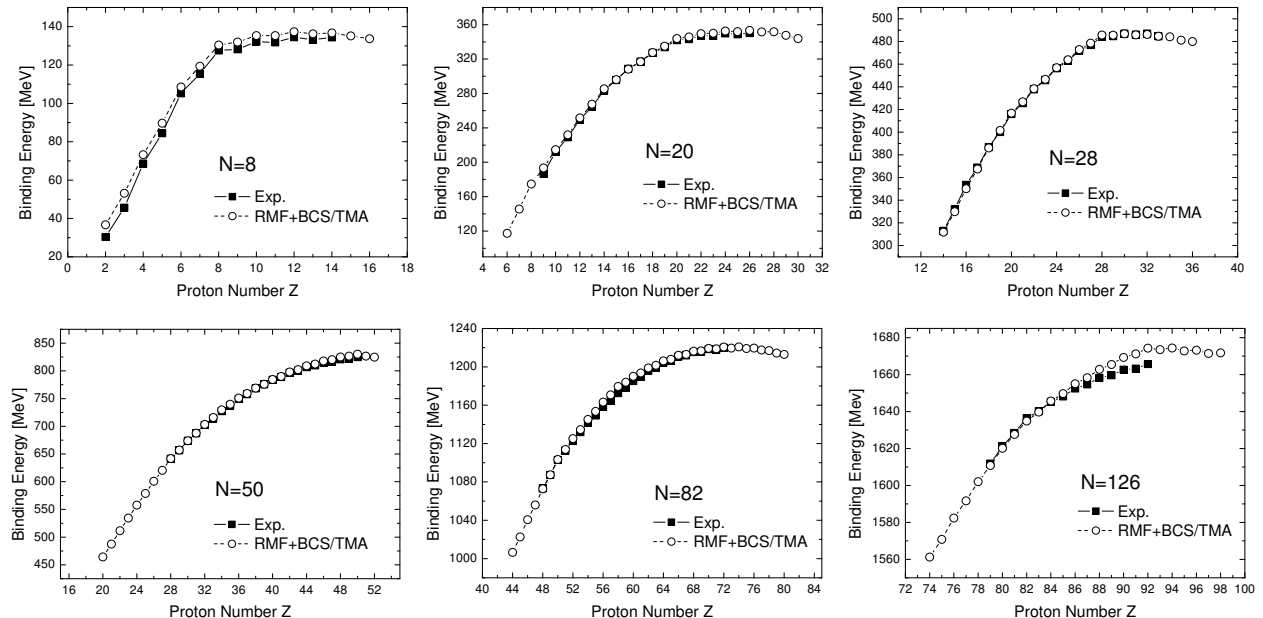 140
120
100
80
60
40
20
0 2 4 6 8 10 12 14 16 18
Binding Energy [MeV]
Proton Number Z
N=8
Exp.
RMF+BCS/TMA
360
320
280
240
200
160
120
4 6 8 10 12 14 16 18 20 22 24 26 28 30 32
Binding Energy [MeV]
Proton Number Z
N=20
Exp.
RMF+BCS/TMA
500
480
460
440
420
400
380
360
340
320
300
12 16 20 24 28 32 36 40
Binding Energy [MeV]
Proton Number Z
N=28
Exp.
RMF+BCS/TMA
850
800
750
700
650
600
550
500
450
16 20 24 28 32 36 40 44 48 52
Binding Energy [MeV]
Proton Number Z
N=50
Exp.
RMF+BCS/TMA
1240
1200
1160
1120
1080
1040
1000
40 44 48 52 56 60 64 68 72 76 80 84
Binding Energy [MeV]
Proton Number Z
N=82
Exp.
RMF+BCS/TMA
1680
1660
1640
1620
1600
1580
1560
72 74 76 78 80 82 84 86 88 90 92 94 96 98 100
Binding Energy [Mev]
Proton Number Z
N=126
Exp.
RMF+BCS/TMA